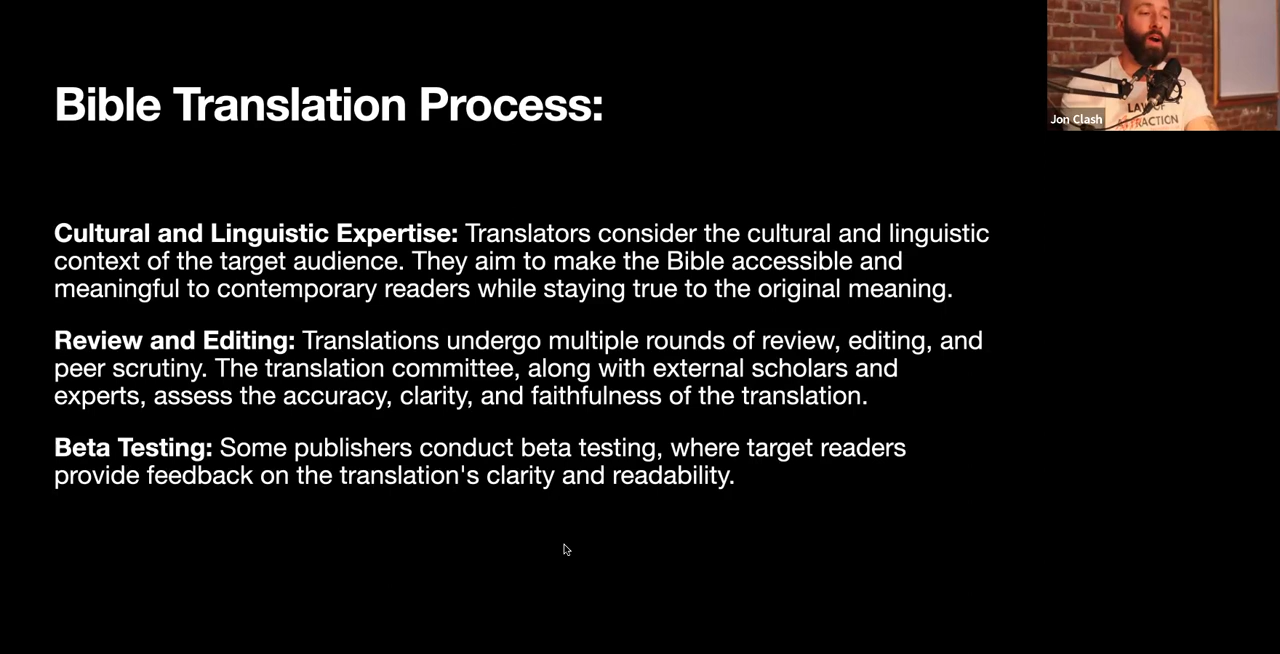 Bible Translation Process:
Cultural and Linguistic Expertise: Translators consider the cultural and linguistic
context of the target audience. They aim to make the Bible accessible and
meaningful to contemporary readers while staying true to the original meaning.
Review and Editing: Translations undergo multiple rounds of review, editing, and
peer scrutiny. The translation committee, along with external scholars and
experts, assess the accuracy, clarity, and faithfulness of the translation.
Beta Testing: Some publishers conduct beta testing, where target readers
provide feedback on the translation's clarity and readability.
LAW OF
ATTRACTION
Jon Clash